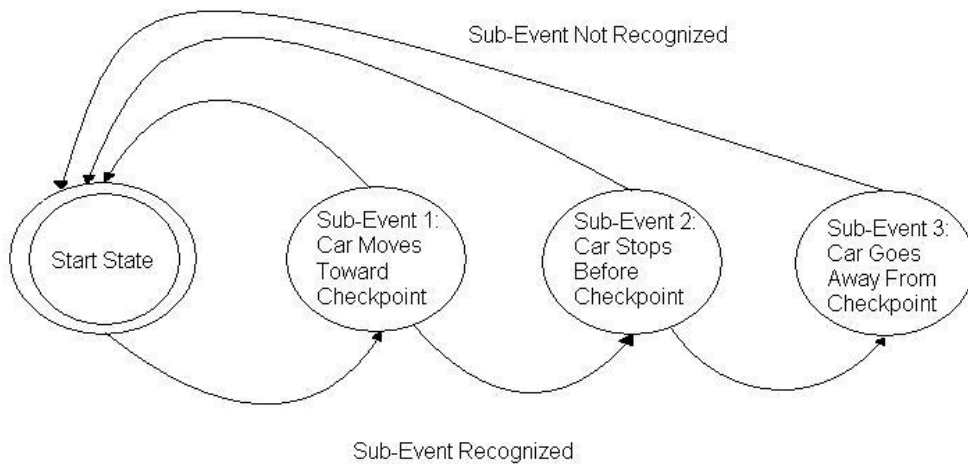 Sub-Event Not Recognized
Start State
Sub-Event 1:
Car Moves
Toward
Checkpoint
Sub-Event 2:
Car Stops
Before
Checkpoint
Sub-Event 3:
Car Goes
Away From
Checkpoint
Sub-Event Recognized